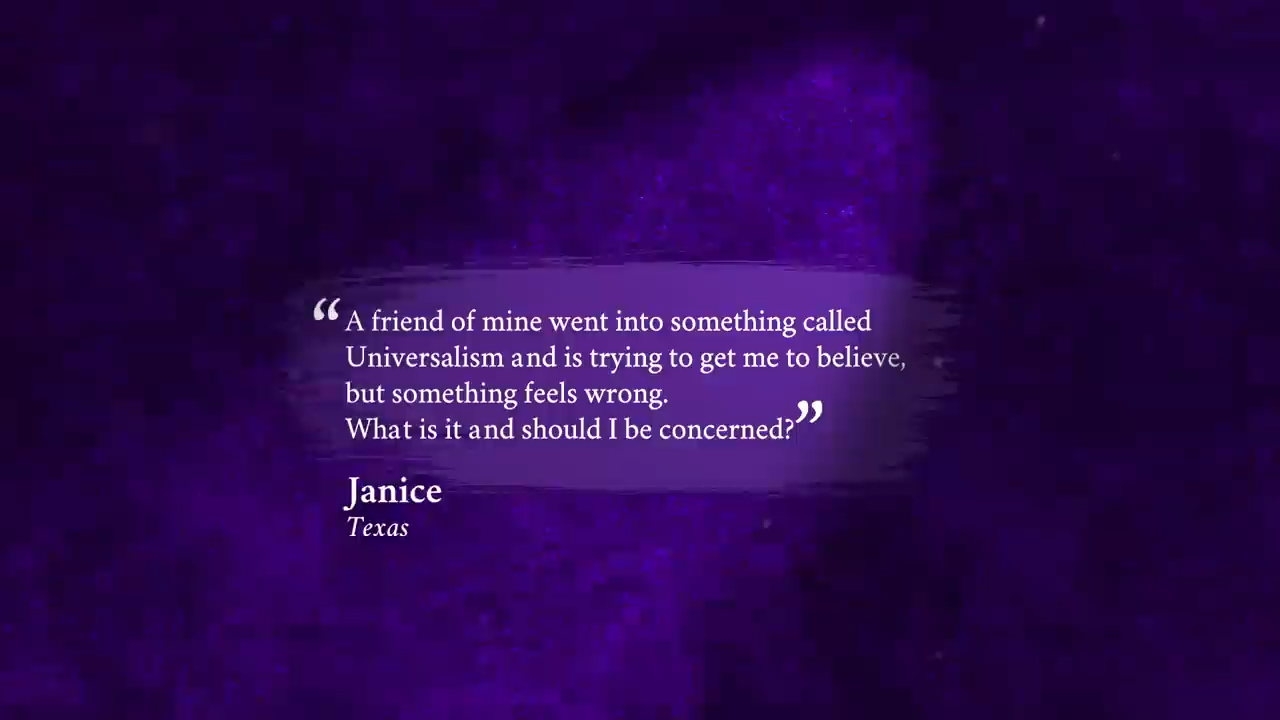 “A friend of mine went into something called
Universalism and is trying to get me to believe,
but something feels wrong.
What is it and should I be concerned?”
Janice
Texas